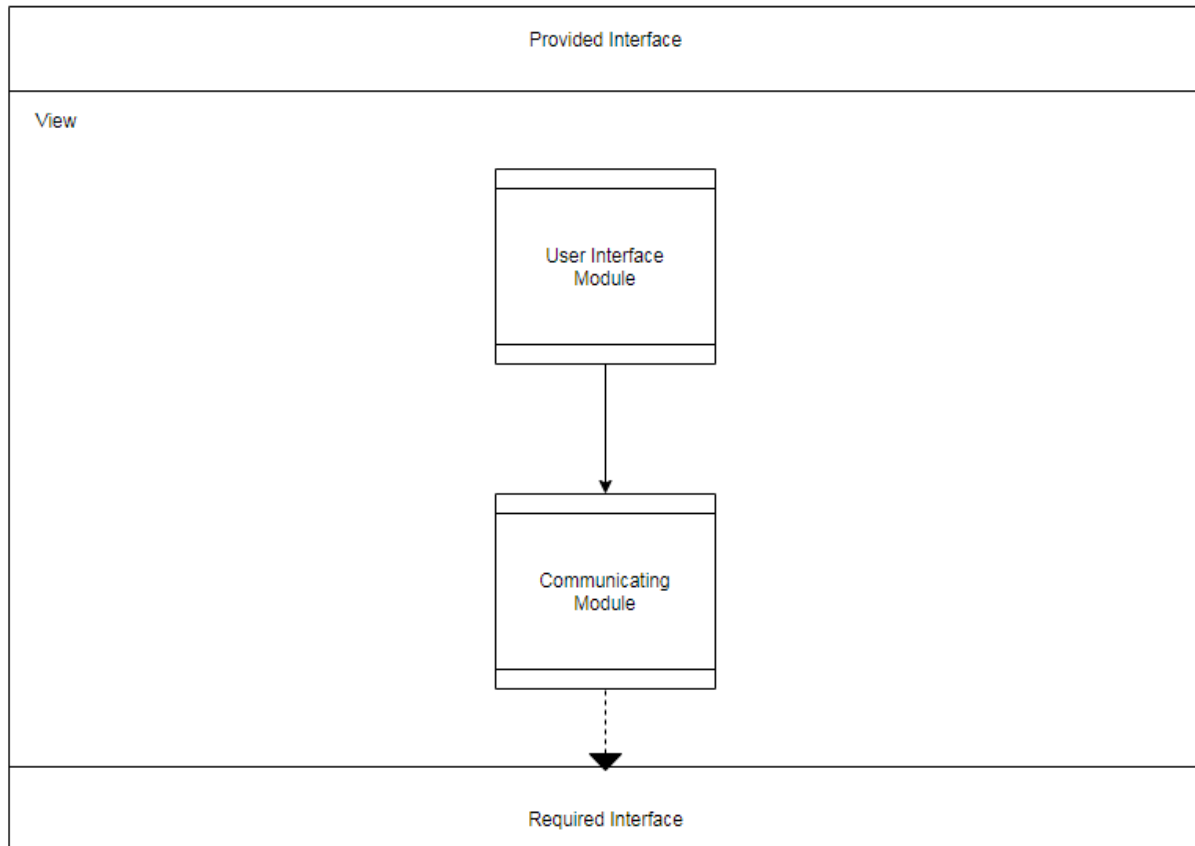 Provided Interface
View
User Interface
Module
Communicating
Module
Required Interface